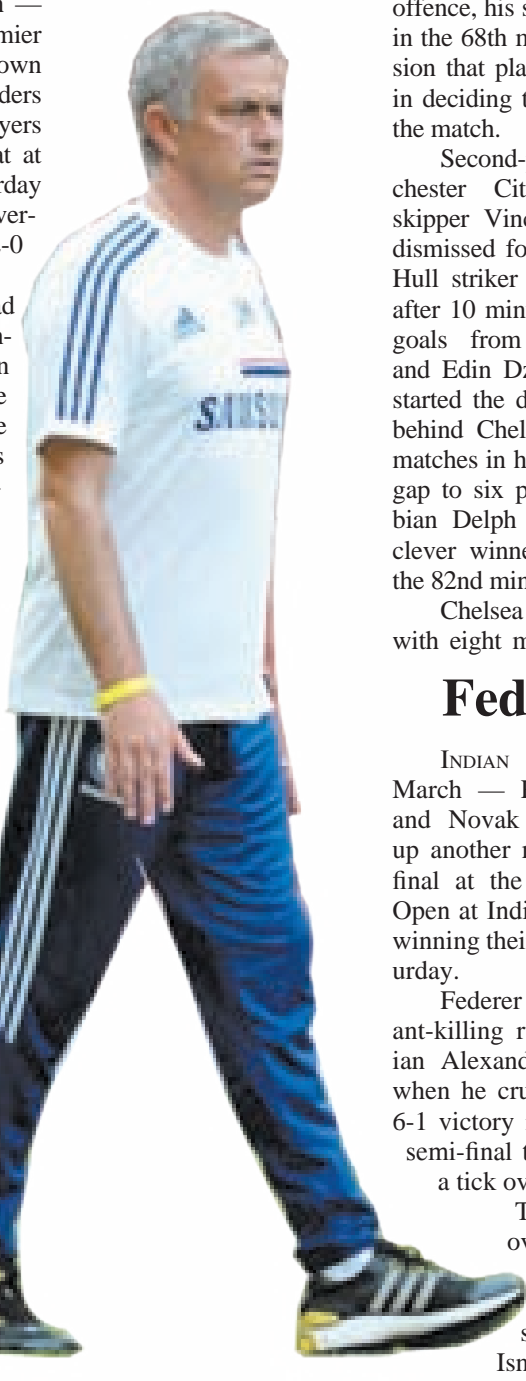 mier
own
ders
yers
at at
rday
ver-
-0
ad
n-
n
e
e
s
SAMSU
offence, his s
in the 68th m
sion that pla
in deciding t
the match.
Second-
chester Cit
skipper Vinc
dismissed fo
Hull striker
after 10 min
goals from
and Edin Dz
started the d
behind Chel
matches in h
gap to six p
bian Delph
clever winne
the 82nd min
Chelsea
with eight m
Fed
INDIAN
March —
and Novak
up another r
final at the
Open at Indi
winning thei
urday.
Federer
ant-killing r
ian Alexand
when he cru
6-1 victory
semi-final t
a tick ov
T
ov
s
Isn